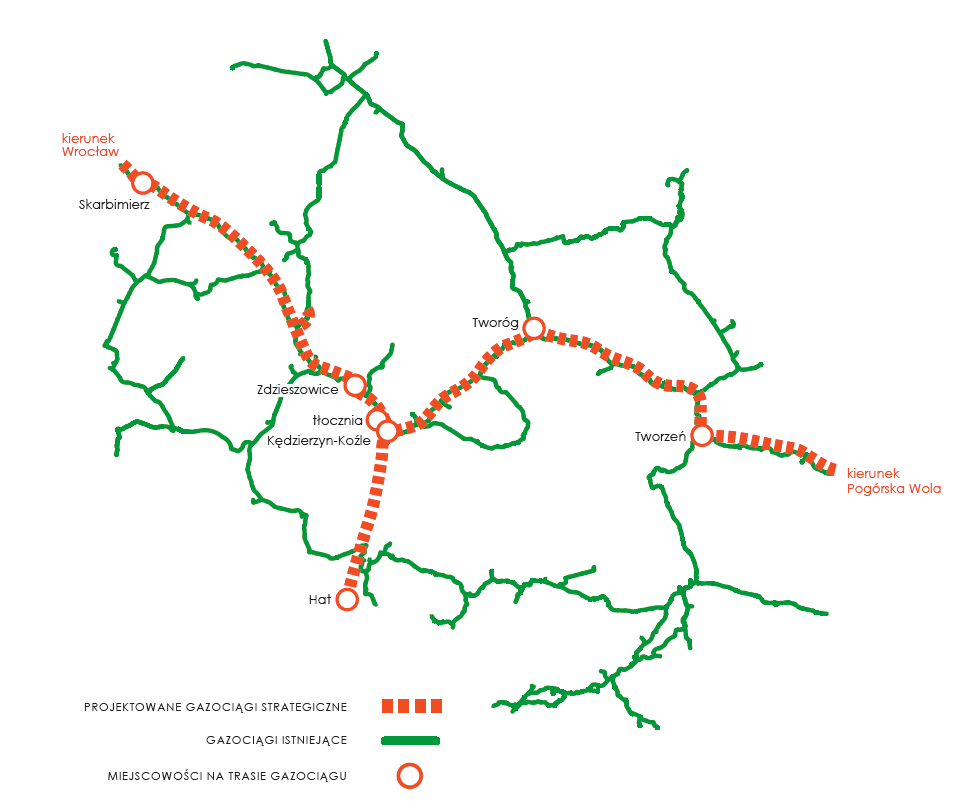 kierunek
Wrocław
Skarbimierz
Tworóg
Zdzieszowice
tłocznia
Kędzierzyn-Koźle
Tworzeń
kierunek
Pogórska Wola
Hat
PROJEKTOWANE GAZOCIĄGI STRATEGICZNE
GAZOCIĄGI ISTNIEJĄCE
MIEJSCOWOŚCI NA TRASIE GAZOCIĄGU